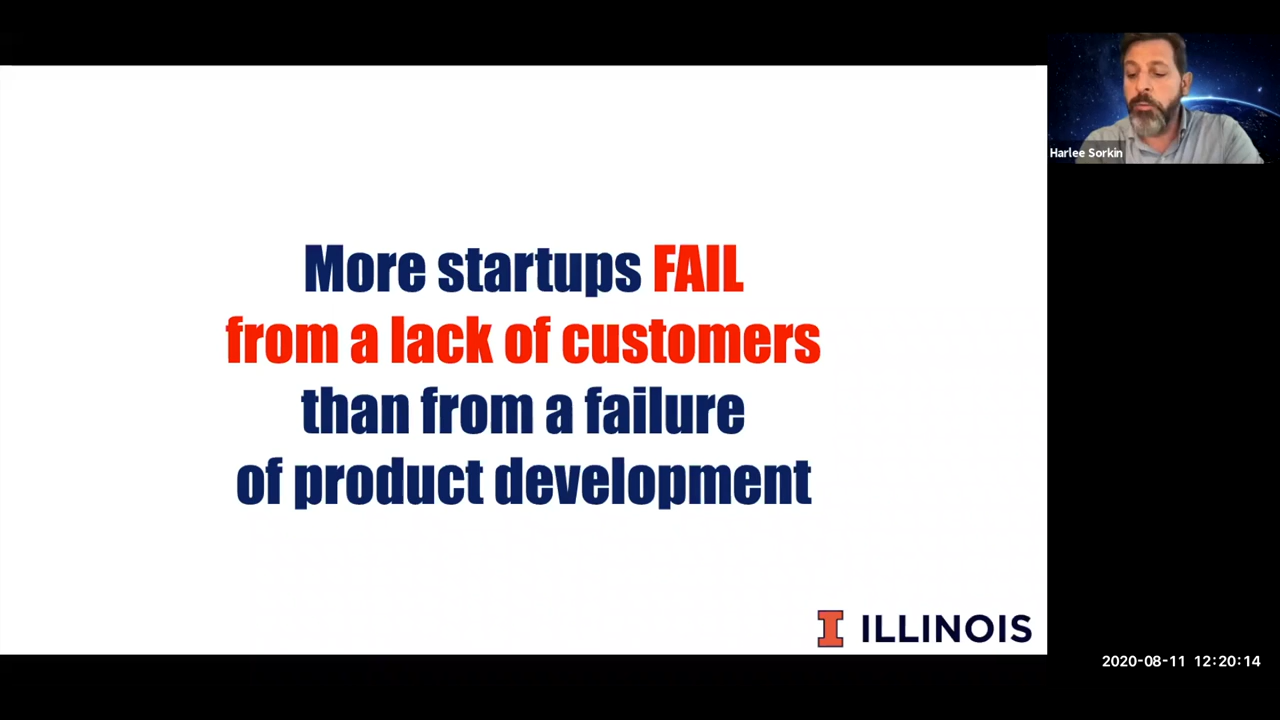 More startups FAIL
from a lack of customers
than from a failure
of product development
I ILLINOIS
Harlee Sorkin
2020-08-11 12:20:14